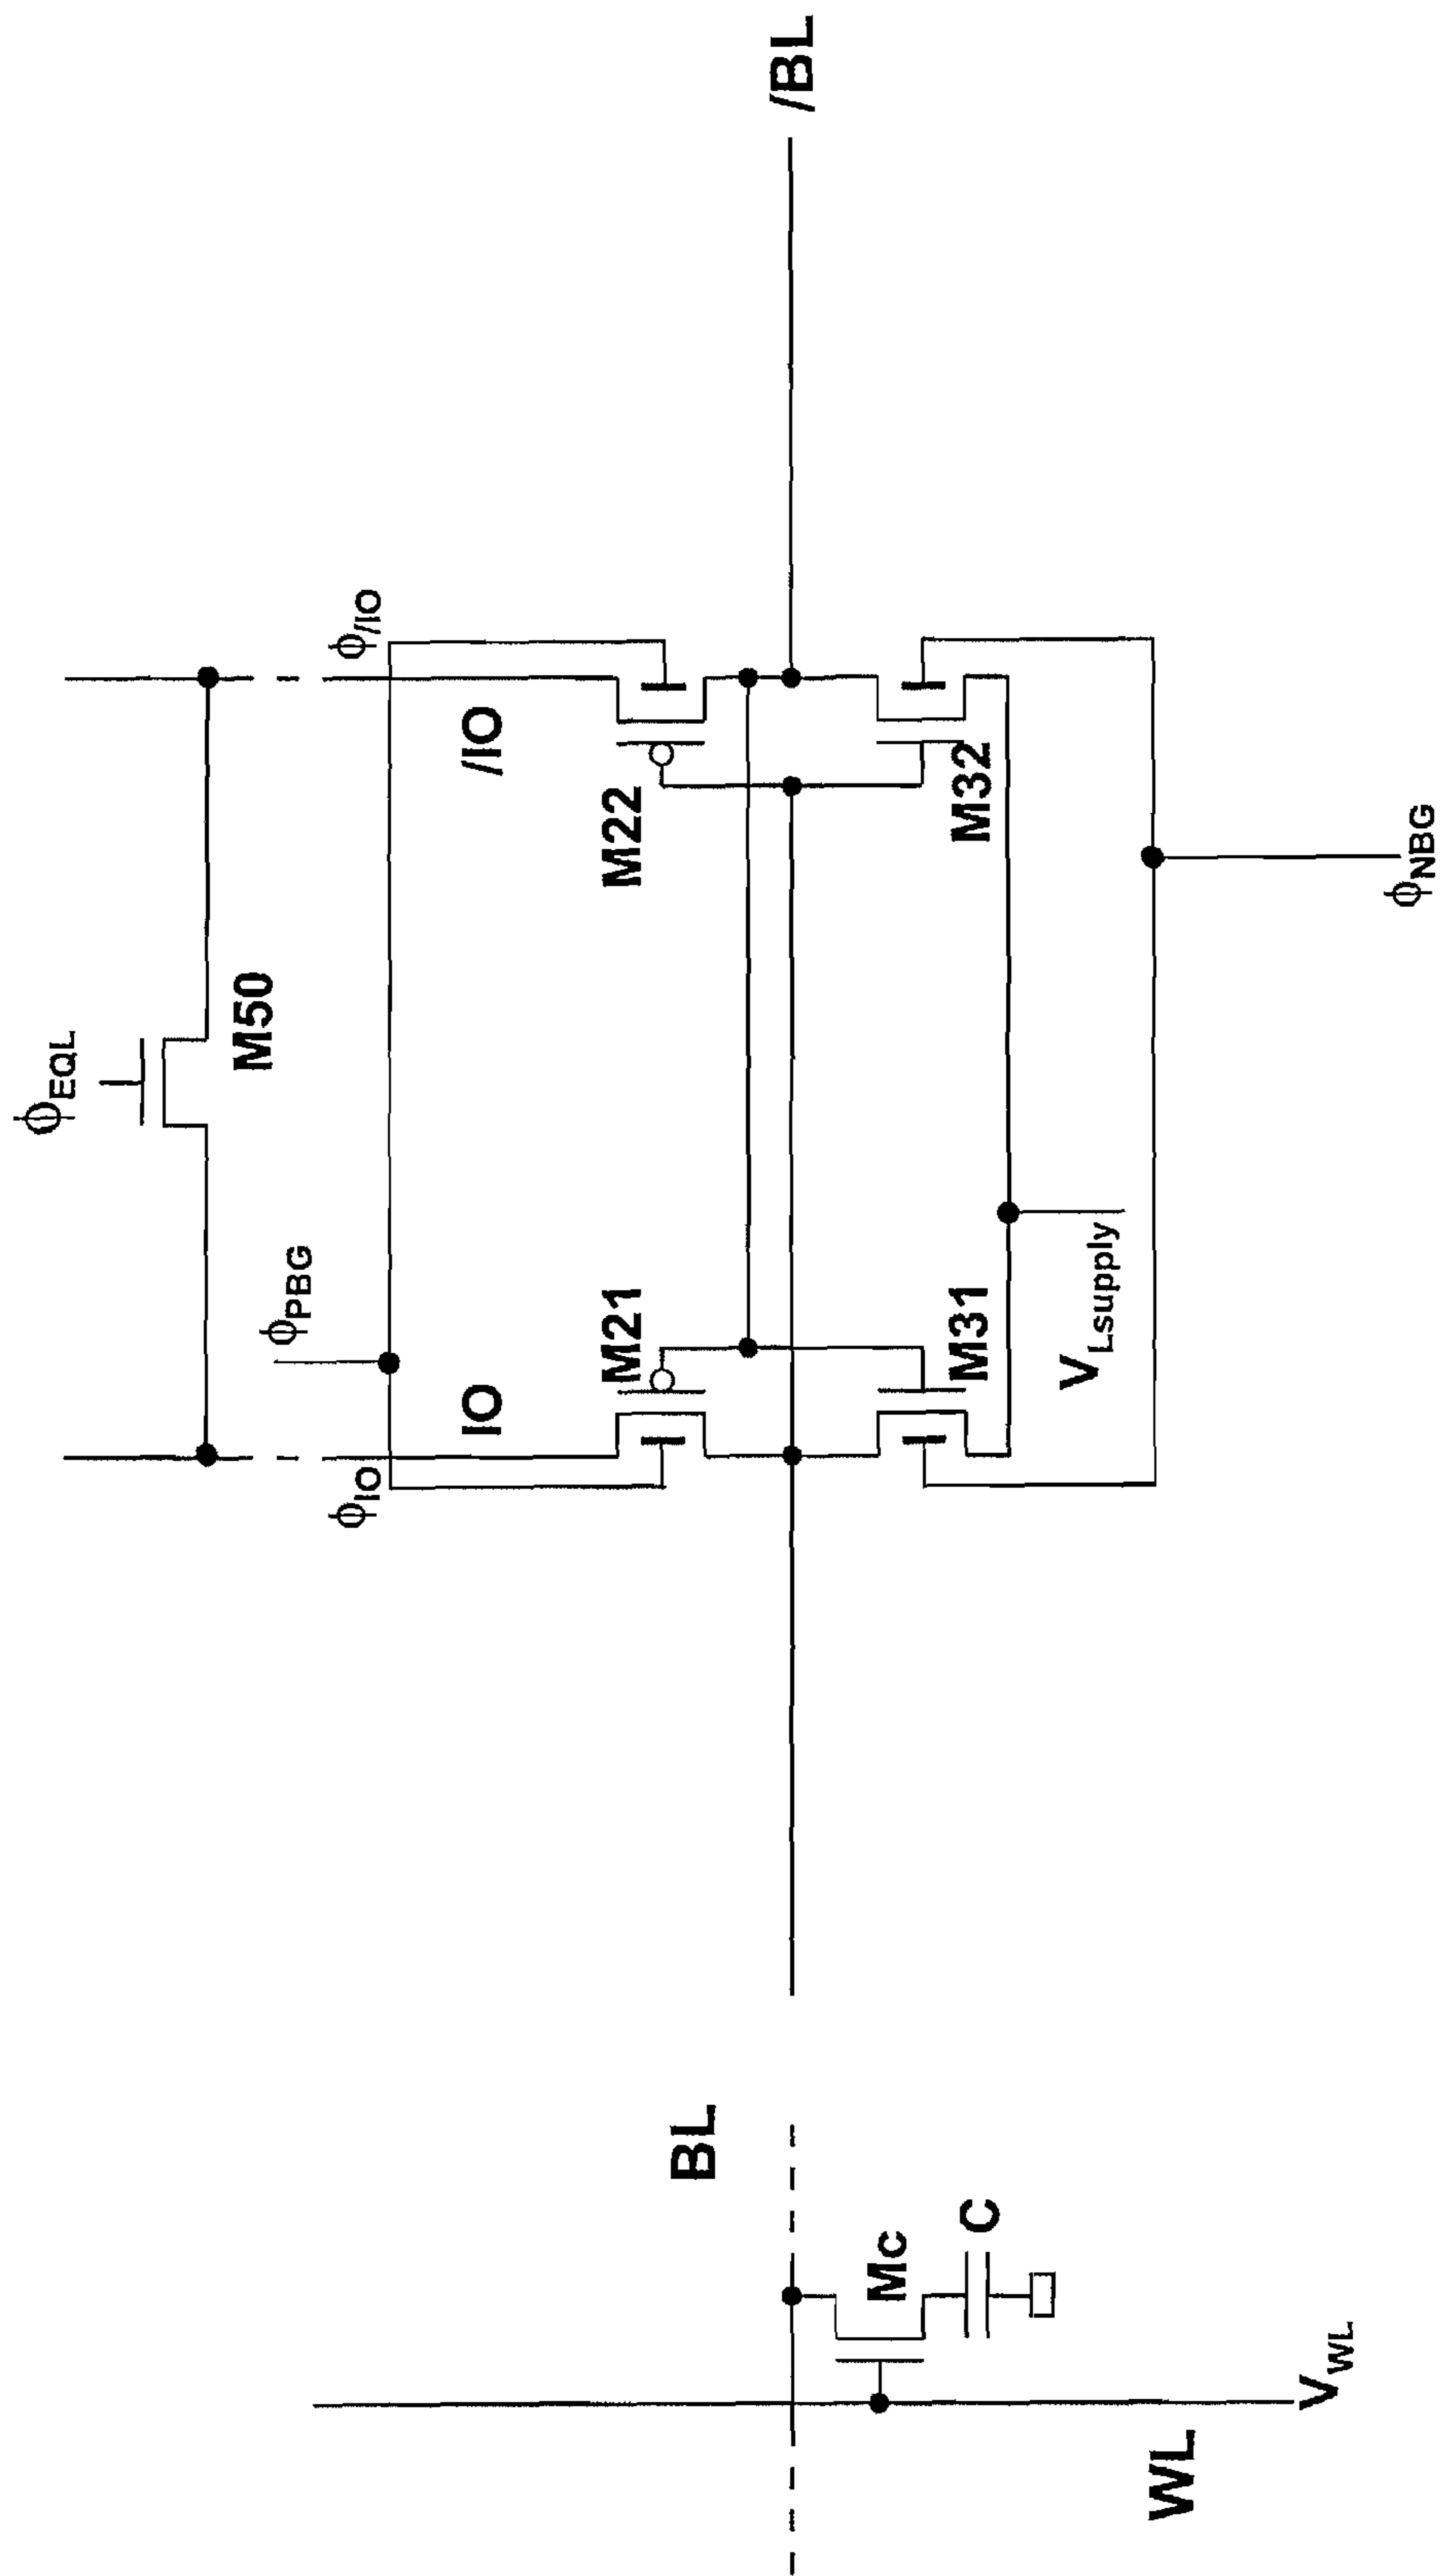 ϕEQL
M50
ϕPBG
ϕIO
ϕ/IO
IO
/IO
M21
M22
BL
/BL
Mc
M31
M32
C
VLsupply
WL
VWL
ϕNBG